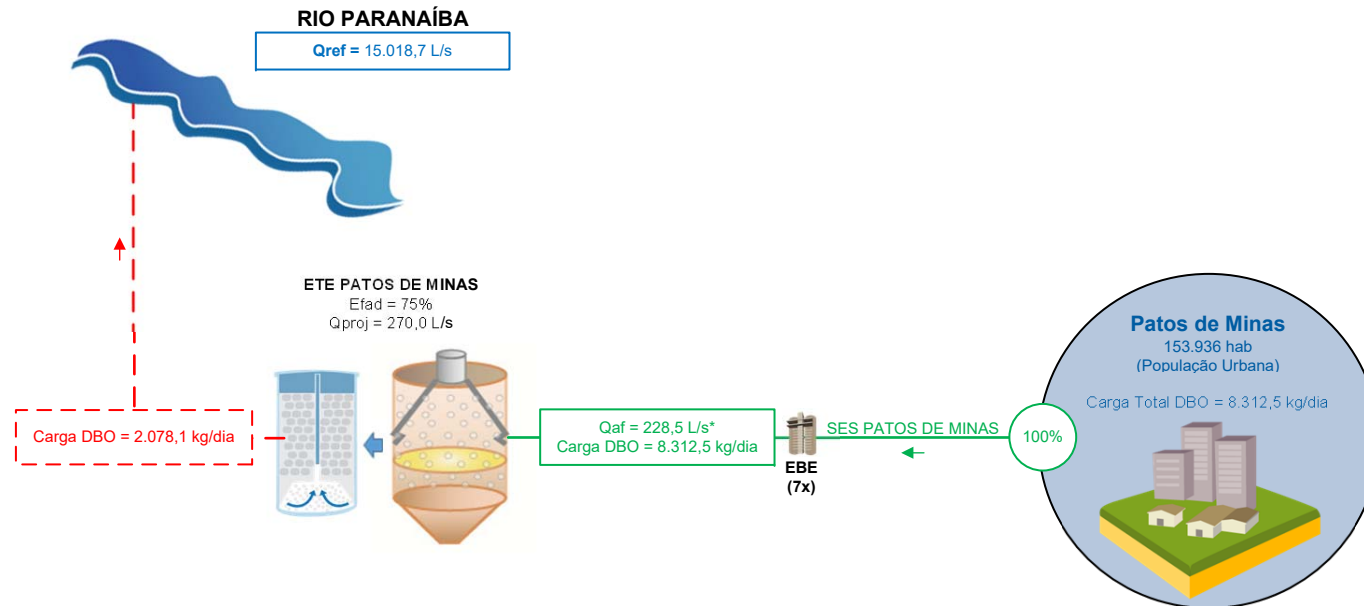 RIO PARANAÍBA
Qref = 15.018,7 L/s
ETE PATOS DE MINAS
Efad = 75%
Qproj = 270,0 L/s
Patos de Minas
153.936 hab
(População Urbana)
Carga Total DBO = 8.312,5 kg/dia
Carga DBO = 2.078,1 kg/dia
Qaf = 228,5 L/s*
Carga DBO = 8.312,5 kg/dia
SES PATOS DE MINAS
100%
EBE
(7x)